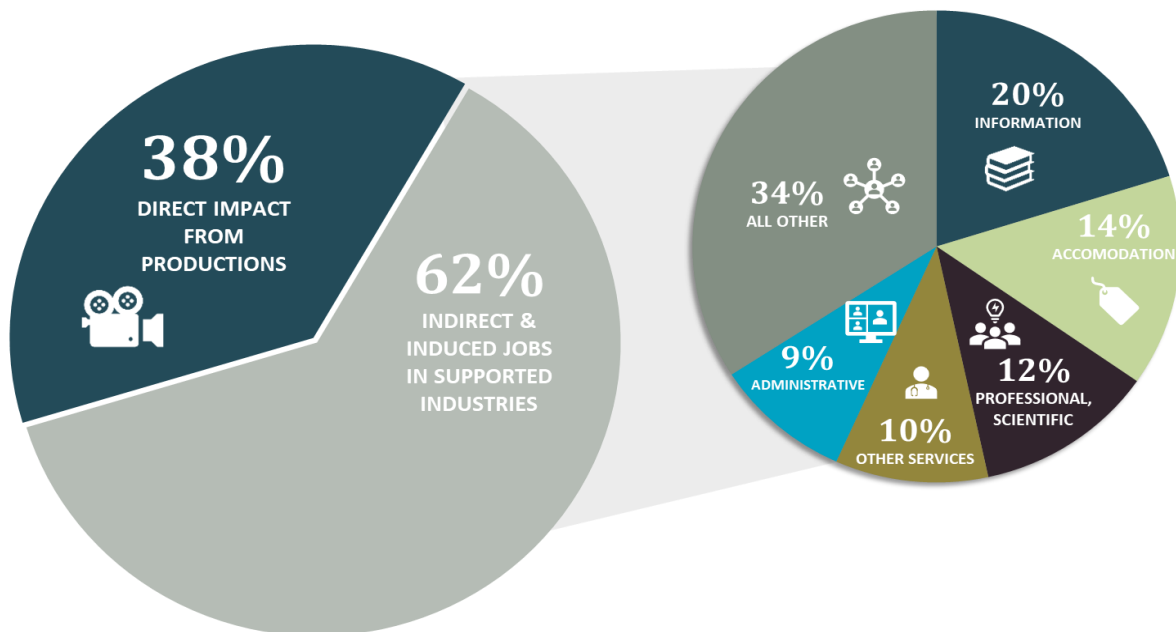 38%
DIRECT IMPACT
FROM
PRODUCTIONS
62%
INDIRECT &
INDUCED JOBS
IN SUPPORTED
INDUSTRIES
20%
INFORMATION
14%
ACCOMODATION
12%
PROFESSIONAL,
SCIENTIFIC
10%
OTHER SERVICES
9%
ADMINISTRATIVE
34%
ALL OTHER